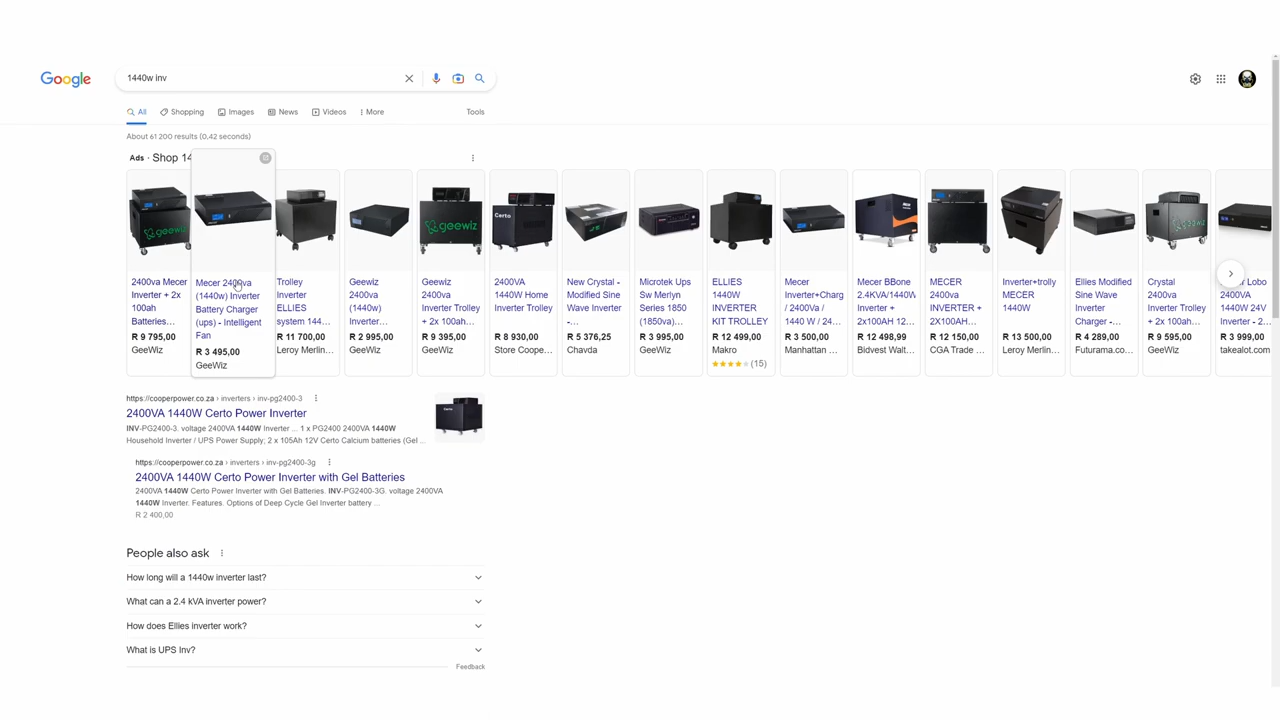 Google
1440w inv
All
Shopping
Images
News
Videos
More
Tools
About 61 200 results (0,42 seconds)
Ads · Shop 14
2400va Mecer
Inverter + 2x
100ah
Batteries…
R 9 795,00
GeeWiz
Mecer 2400va
(1440w) Inverter
Battery Charger
(ups) - Intelligent
Fan
R 3 495,00
GeeWiz
Trolley
Inverter
ELLIES
system 144…
R 11 700,00
Leroy Merlin…
Geewiz
2400va
(1440w)
Inverter…
R 2 995,00
GeeWiz
geewiz
Geewiz
2400va
Inverter Trolley
+ 2x 100ah…
R 9 395,00
GeeWiz
Certo
2400VA
1440W Home
Inverter Trolley
R 8 930,00
Store Coope…
New Crystal -
Modified Sine
Wave Inverter
-…
R 5 376,25
Chavda
Microtek Ups
Sw Merlyn
Series 1850
(1850va)…
R 3 995,00
GeeWiz
ELLIES
1440W
INVERTER
KIT TROLLEY
R 12 499,00
Makro
(15)
Mecer
Inverter+Charg
/ 2400Va /
1440 W / 24…
R 3 500,00
Manhattan …
Mecer BBone
2.4KVA/1440W
Inverter +
2x100AH 12…
R 12 498,99
Bidvest Walt…
MECER
2400va
INVERTER +
2X100AH…
R 12 150,00
CGA Trade …
Inverter+trolly
MECER
1440W
R 13 500,00
Leroy Merlin…
Ellies Modified
Sine Wave
Inverter
Charger -…
R 4 289,00
Futurama.co…
Crystal
2400va
Inverter Trolley
+ 2x 100ah…
R 9 595,00
GeeWiz
Lobo
2400VA
1440W 24V
Inverter - 2…
R 3 999,00
takealot.com
https://cooperpower.co.za › inverters › inv-pg2400-3
2400VA 1440W Certo Power Inverter
INV-PG2400-3. voltage 2400VA 1440W Inverter ... 1 x PG2400 2400VA 1440W
Household Inverter / UPS Power Supply; 2 x 105Ah 12V Certo Calcium batteries (Gel ...
https://cooperpower.co.za › inverters › inv-pg2400-3g
2400VA 1440W Certo Power Inverter with Gel Batteries
2400VA 1440W Certo Power Inverter with Gel Batteries. INV-PG2400-3G. voltage 2400VA
1440W Inverter. Features. Options of Deep Cycle Gel Inverter battery ...
R 2 400,00
People also ask
How long will a 1440w inverter last?
What can a 2.4 kVA inverter power?
How does Ellies inverter work?
What is UPS Inv?
Feedback